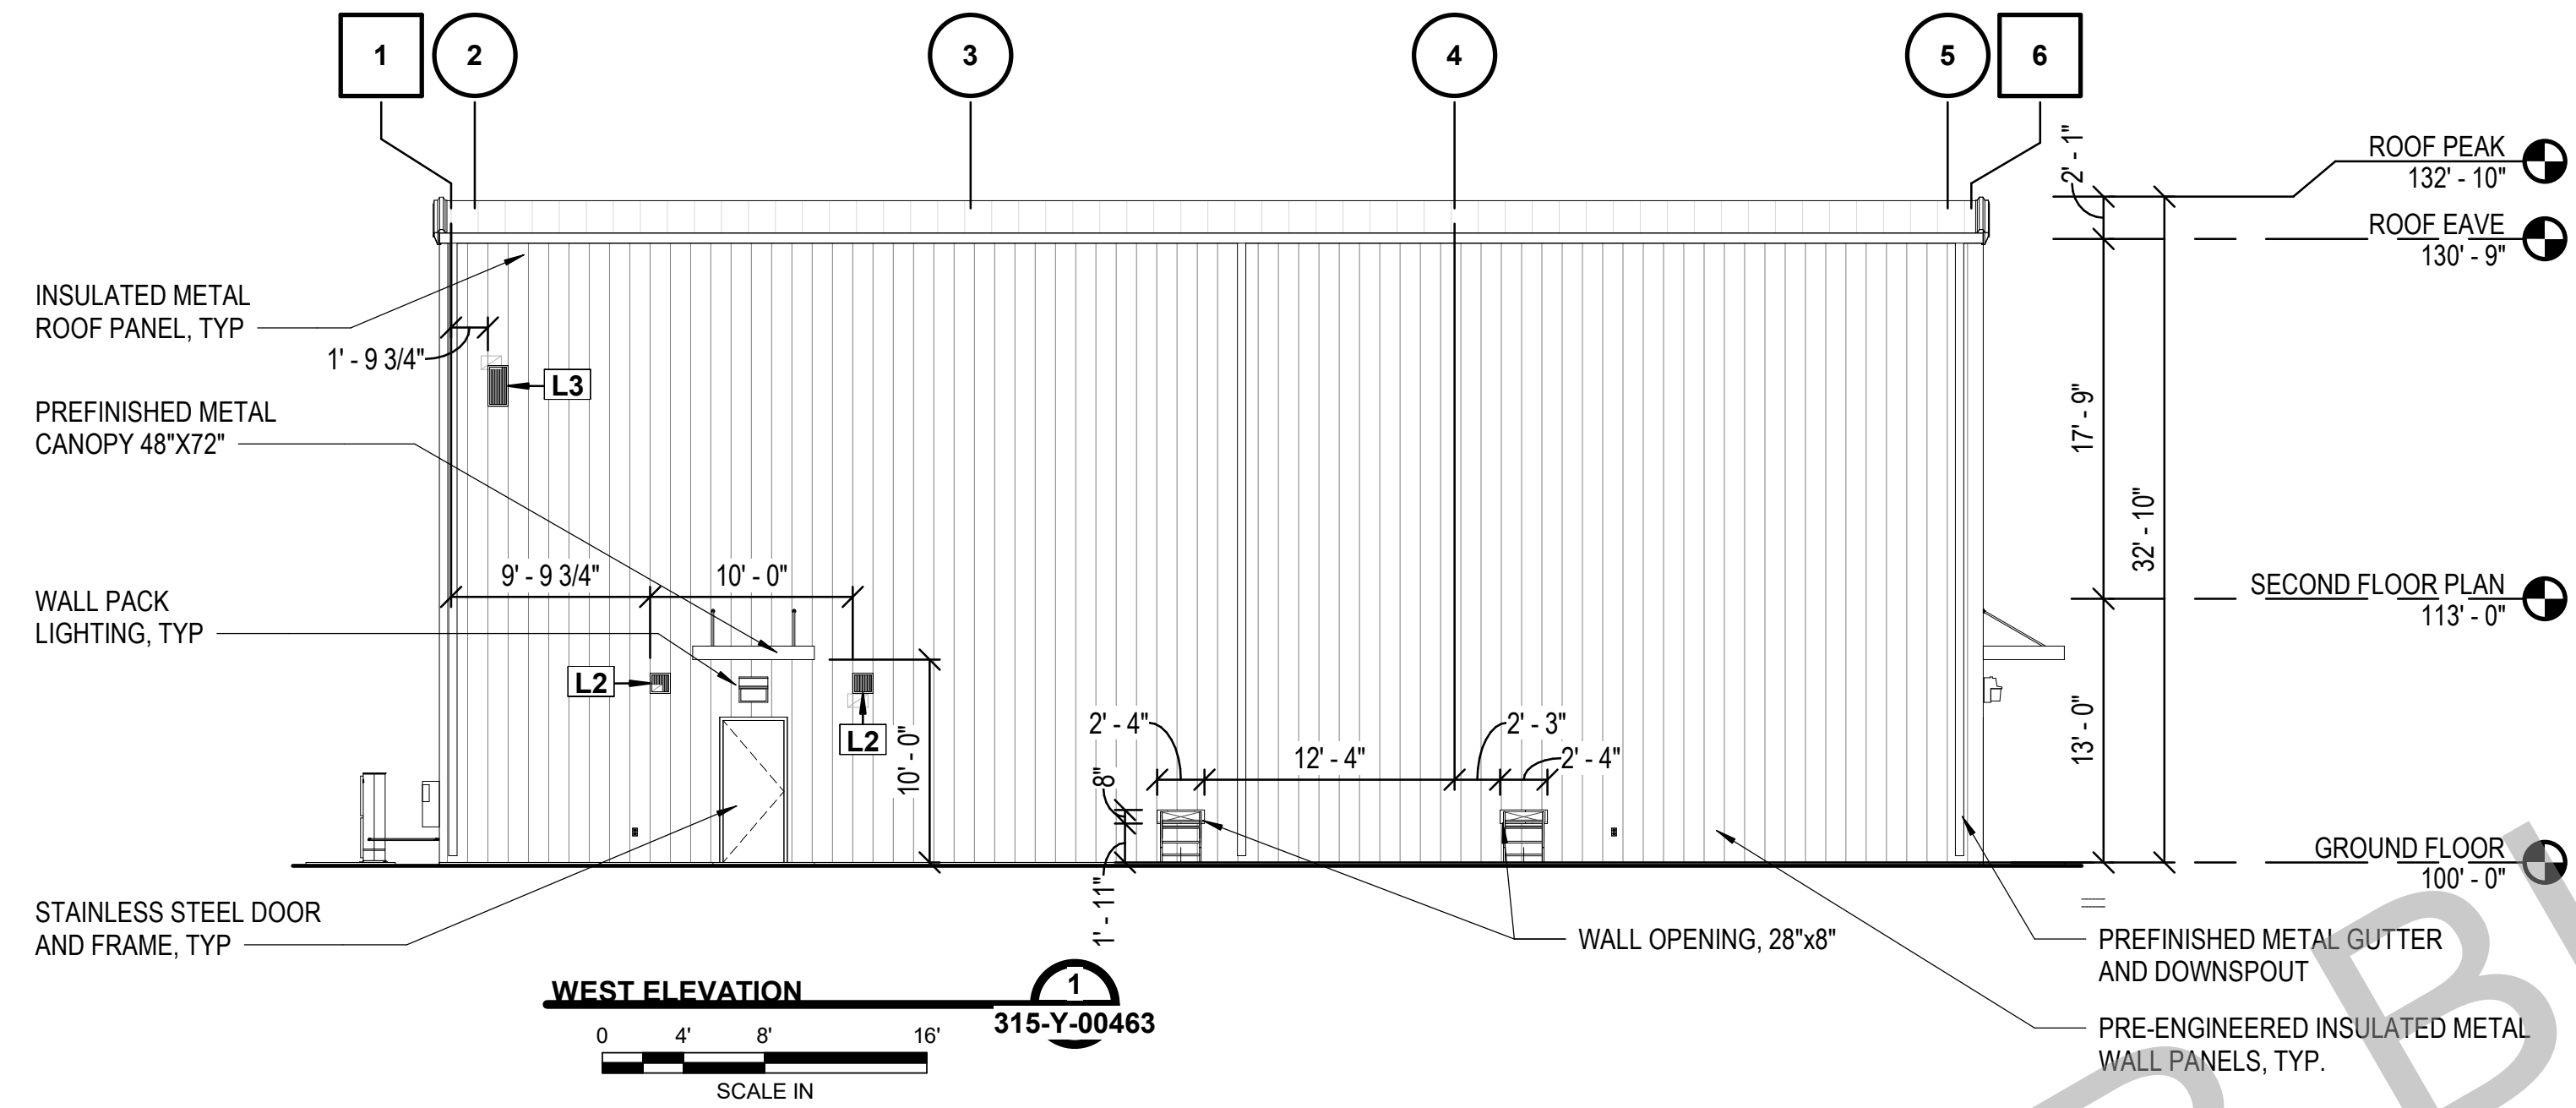 1
2
3
4
5
6
2' - 1"
ROOF PEAK
132' - 10"
ROOF EAVE
130' - 9"
INSULATED METAL
ROOF PANEL, TYP
1' - 9 3/4"
L3
PREFINISHED METAL
CANOPY 48"X72"
17' - 9"
32' - 10"
9' - 9 3/4"
10' - 0"
SECOND FLOOR PLAN
113' - 0"
WALL PACK
LIGHTING, TYP
L2
L2
10' - 0"
2' - 4"
12' - 4"
2' - 3"
2' - 4"
8"
13' - 0"
1' - 11"
GROUND FLOOR
100' - 0"
STAINLESS STEEL DOOR
AND FRAME, TYP
WALL OPENING, 28"x8"
PREFINISHED METAL GUTTER
AND DOWNSPOUT
PRE-ENGINEERED INSULATED METAL
WALL PANELS, TYP.
WEST ELEVATION
1
315-Y-00463
0 4' 8' 16'
SCALE IN